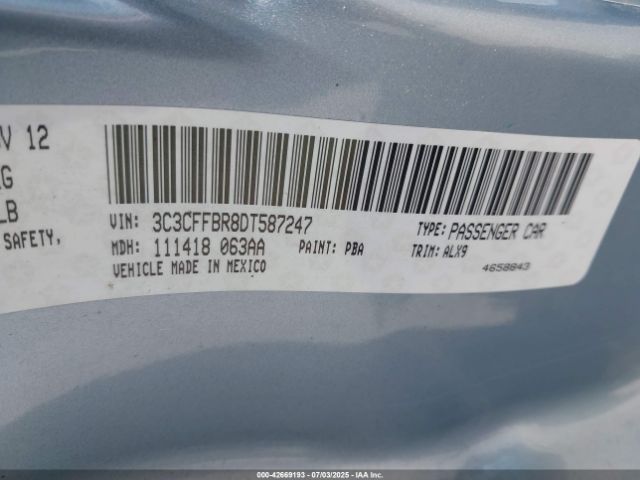 V 12
G
LB
SAFETY,
VIN: 3C3CFFBR8DT587247
TYPE: PASSENGER CAR
MDH: 111418 063AA
PAINT: PBA
TRIM: ALX9
VEHICLE MADE IN MEXICO
4658843
000-42669193 - 07/03/2025 - IAA, Inc.